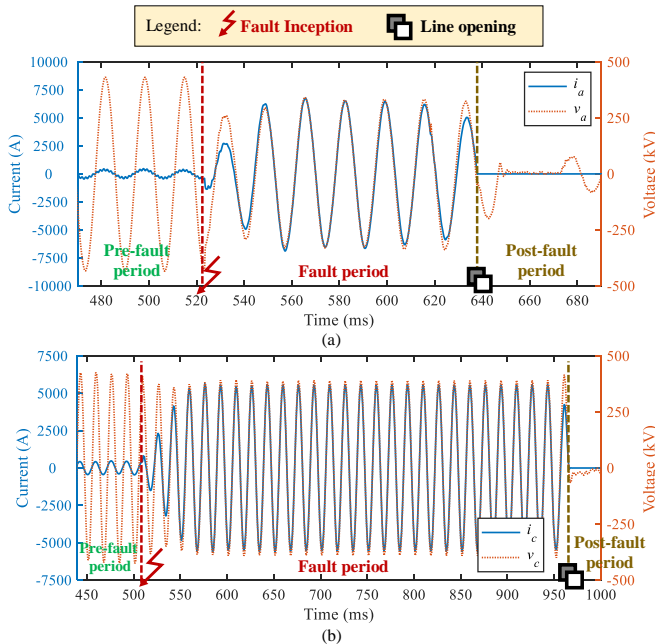 Legend: Fault Inception Line opening
10000
7500
5000
2500
0
-2500
-5000
-7500
-10000
Current (A)
500
250
0
-250
-500
Voltage (kV)
i_a
v_a
Pre-fault
period
Fault period
Post-fault
period
480 500 520 540 560 580 600 620 640 660 680
Time (ms)
(a)
7500
5000
2500
0
-2500
-5000
-7500
Current (A)
500
250
0
-250
-500
Voltage (kV)
i_c
v_c
Pre-fault
period
Fault period
Post-fault
period
450 500 550 600 650 700 750 800 850 900 950 1000
Time (ms)
(b)